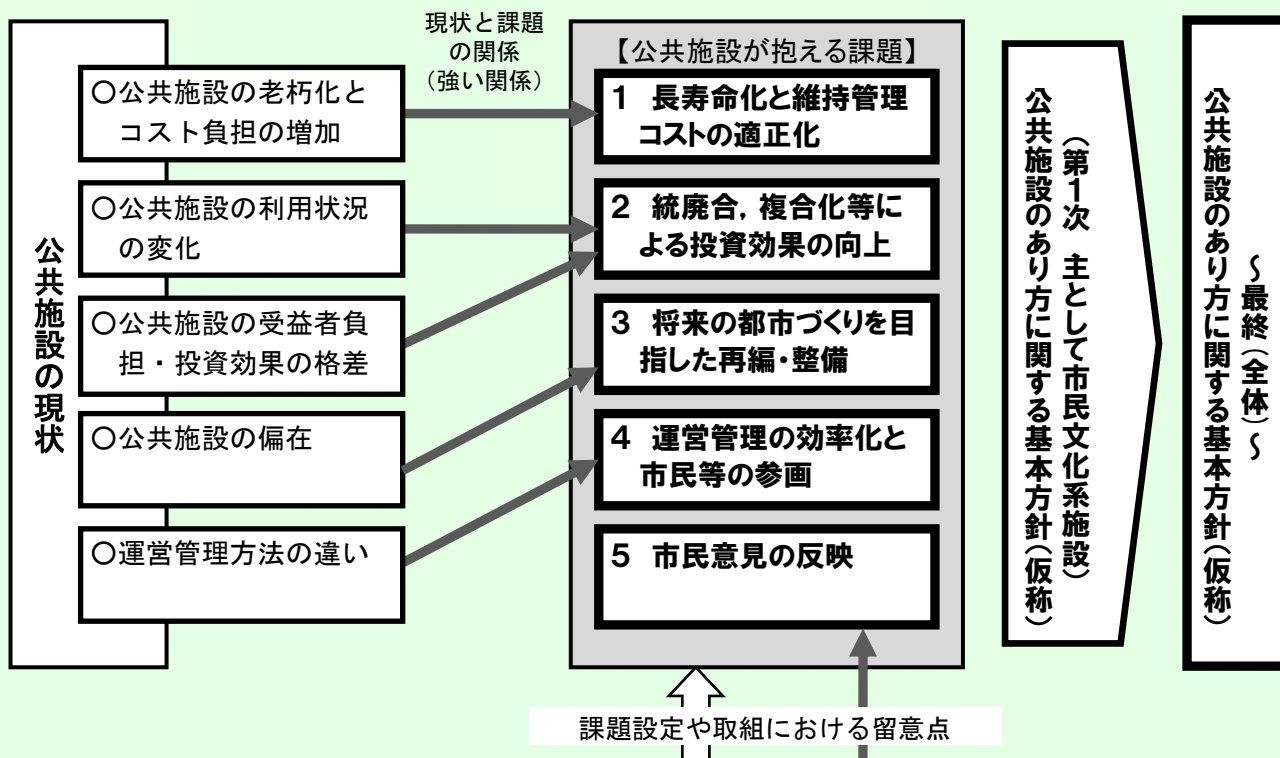 公共施設の現状
〇公共施設の老朽化と
コスト負担の増加
〇公共施設の利用状況
の変化
〇公共施設の受益者負
担・投資効果の格差
〇公共施設の偏在
〇運営管理方法の違い
現状と課題
の関係
（強い関係）
【公共施設が抱える課題】
1 長寿命化と維持管理
コストの適正化
2 統廃合，複合化等に
よる投資効果の向上
3 将来の都市づくりを目
指した再編・整備
4 運営管理の効率化と
市民等の参画
5 市民意見の反映
課題設定や取組における留意点
（第1次 主として市民文化系施設）
公共施設のあり方に関する基本方針（仮称）
～最終（全体）～
公共施設のあり方に関する基本方針（仮称）